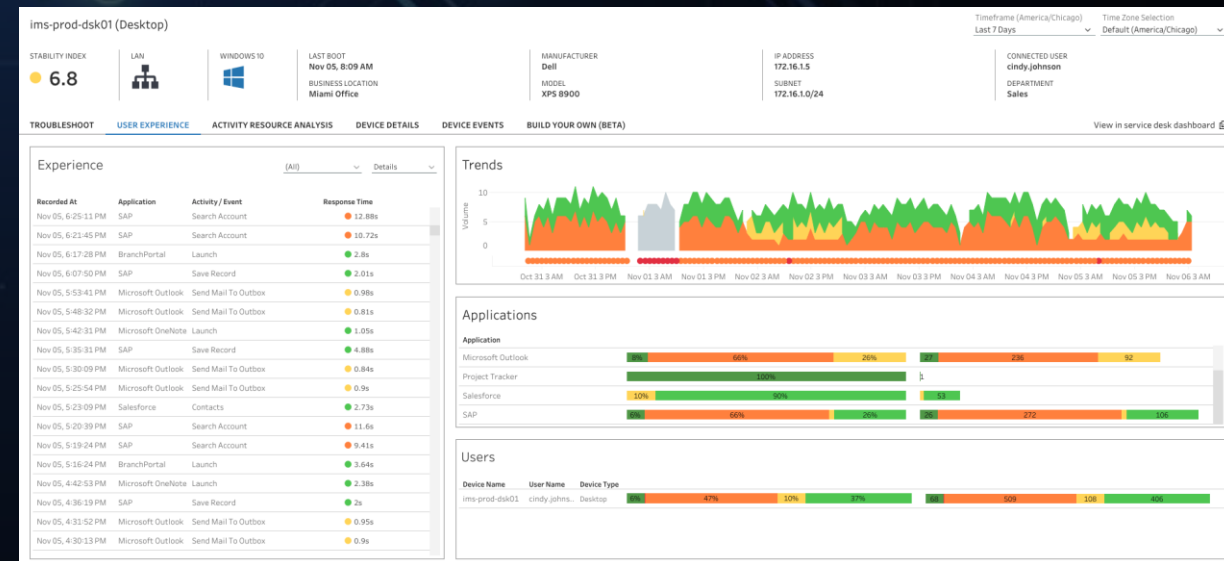 ims-prod-dsk01 (Desktop)
Timeframe (America/Chicago)
Last 7 Days
Time Zone Selection
Default (America/Chicago)
STABILITY INDEX
6.8
LAN
WINDOWS 10
LAST BOOT
Nov 05, 8:09 AM
BUSINESS LOCATION
Miami Office
MANUFACTURER
Dell
MODEL
XPS 8900
IP ADDRESS
172.16.1.5
SUBNET
172.16.1.0/24
CONNECTED USER
cindy.johnson
DEPARTMENT
Sales
TROUBLESHOOT USER EXPERIENCE ACTIVITY RESOURCE ANALYSIS DEVICE DETAILS DEVICE EVENTS BUILD YOUR OWN (BETA) View in service desk dashboard
Experience (All) Details
Recorded At Application Activity / Event Response Time
Nov 05, 6:25:11 PM SAP Search Account 12.88s
Nov 05, 6:21:45 PM SAP Search Account 10.72s
Nov 05, 6:17:28 PM BranchPortal Launch 2.8s
Nov 05, 6:07:50 PM SAP Save Record 2.01s
Nov 05, 5:53:41 PM Microsoft Outlook Send Mail To Outbox 0.98s
Nov 05, 5:48:32 PM Microsoft Outlook Send Mail To Outbox 0.81s
Nov 05, 5:42:31 PM Microsoft OneNote Launch 1.05s
Nov 05, 5:35:31 PM SAP Save Record 4.88s
Nov 05, 5:30:09 PM Microsoft Outlook Send Mail To Outbox 0.84s
Nov 05, 5:25:54 PM Microsoft Outlook Send Mail To Outbox 0.9s
Nov 05, 5:23:09 PM Salesforce Contacts 2.73s
Nov 05, 5:20:39 PM SAP Search Account 11.6s
Nov 05, 5:19:24 PM SAP Search Account 9.41s
Nov 05, 5:16:24 PM BranchPortal Launch 3.64s
Nov 05, 4:42:53 PM Microsoft OneNote Launch 2.38s
Nov 05, 4:36:19 PM SAP Save Record 2s
Nov 05, 4:31:52 PM Microsoft Outlook Send Mail To Outbox 0.95s
Nov 05, 4:30:13 PM Microsoft Outlook Send Mail To Outbox 0.9s
Trends
Volume
10
5
0
Oct 31 3 AM Oct 31 3 PM Nov 01 3 AM Nov 01 3 PM Nov 02 3 AM Nov 02 3 PM Nov 03 3 AM Nov 03 3 PM Nov 04 3 AM Nov 04 3 PM Nov 05 3 AM Nov 05 3 PM Nov 06 3 AM
Applications
Application
Microsoft Outlook 8% 66% 26% 27 236 92
Project Tracker 100% 1
Salesforce 10% 90% 53
SAP 6% 66% 26% 26 272 106
Users
Device Name User Name Device Type
ims-prod-dsk01 cindy.johns.. Desktop 6% 47% 10% 37% 68 509 108 406